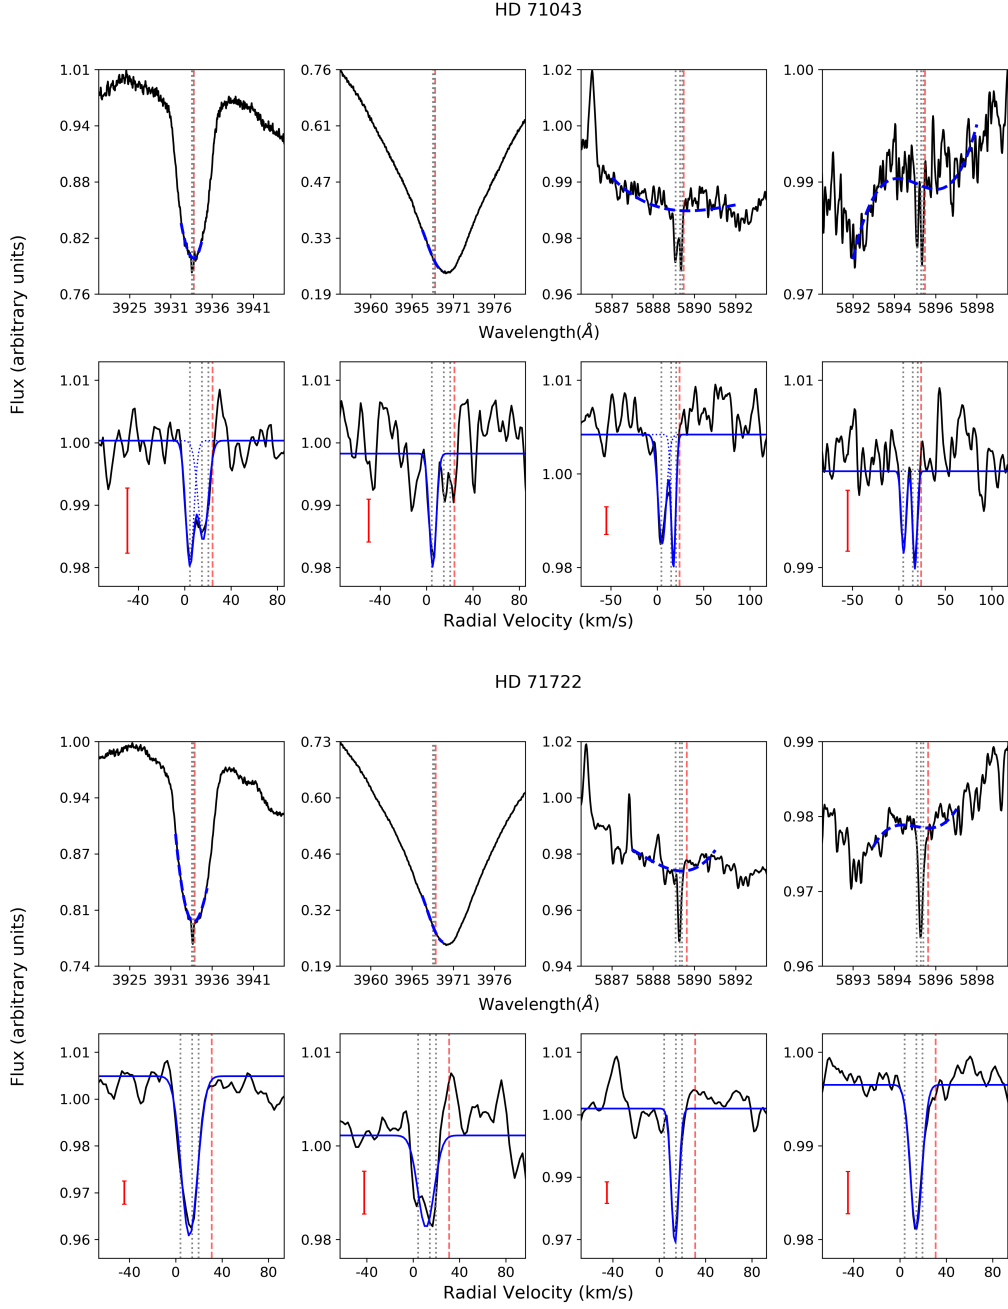 HD 71043
1.01 0.94 0.88 0.82 0.76
3925 3931 3936 3941
0.76 0.61 0.47 0.33 0.19
3960 3965 3971 3976
1.02 1.00 0.99 0.98 0.96
5887 5888 5890 5892
1.00 0.99 0.97
5892 5894 5896 5898
Wavelength(Å)
Flux (arbitrary units)
1.01 1.00 0.99 0.98
-40 0 40 80
1.01 1.00 0.99 0.98
-40 0 40 80
1.01 1.00 0.98
-50 0 50 100
1.01 1.00 0.99
-50 0 50 100
Radial Velocity (km/s)
HD 71722
1.00 0.94 0.87 0.81 0.74
3925 3931 3936 3941
0.73 0.60 0.46 0.32 0.19
3960 3965 3971 3976
1.02 1.00 0.98 0.96 0.94
5887 5888 5890 5892
0.99 0.98 0.97 0.96
5893 5894 5896 5898
Wavelength(Å)
Flux (arbitrary units)
1.01 1.00 0.98 0.97 0.96
-40 0 40 80
1.01 1.00 0.98
-40 0 40 80
1.01 1.00 0.99 0.97
-40 0 40 80
1.00 0.99 0.98
-40 0 40 80
Radial Velocity (km/s)